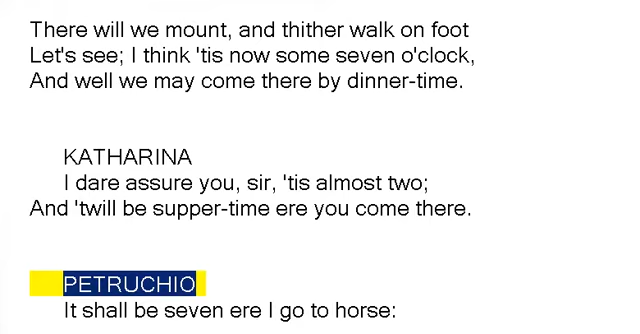 There will we mount, and thither walk on foot
Let's see; I think 'tis now some seven o'clock,
And well we may come there by dinner-time.
KATHARINA
I dare assure you, sir, 'tis almost two;
And 'twill be supper-time ere you come there.
PETRUCHIO
It shall be seven ere I go to horse: